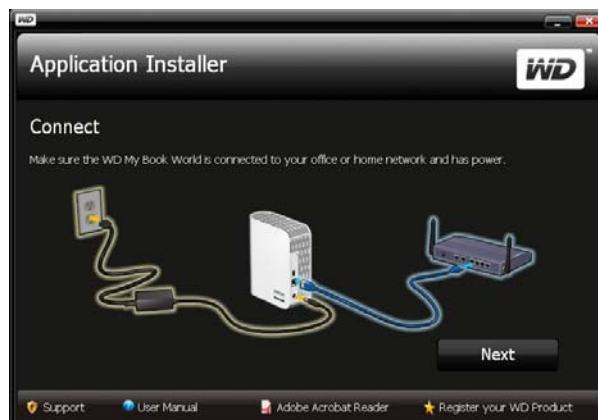 WD
Application Installer
WD
Connect
Make sure the WD My Book World is connected to your office or home network and has power.
Next
Support
User Manual
Adobe Acrobat Reader
Register your WD Product